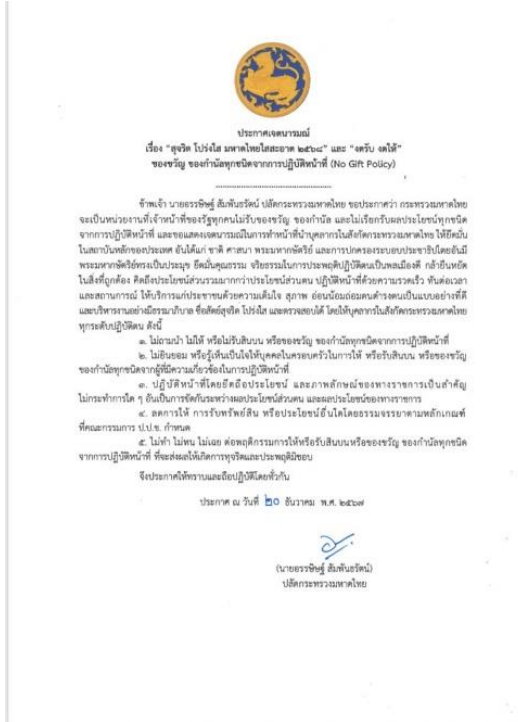 ประกาศเจตนารมณ์
เรื่อง “สุจริต โปร่งใส มหาดไทยใสสะอาด ๒๕๖๘” และ “งดรับ งดให้”
ของขวัญ ของกำนัลทุกชนิดจากการปฏิบัติหน้าที่ (No Gift Policy)
ข้าพเจ้า นายอรรษิษฐ์ สัมพันธรัตน์ ปลัดกระทรวงมหาดไทย ขอประกาศว่า กระทรวงมหาดไทย
จะเป็นหน่วยงานที่เจ้าหน้าที่ของรัฐทุกคนไม่รับของขวัญ ของกำนัล และไม่เรียกรับผลประโยชน์ทุกชนิด
จากการปฏิบัติหน้าที่ และขอแสดงเจตนารมณ์ในการทำหน้าที่นำบุคลากรในสังกัดกระทรวงมหาดไทย ให้ยึดมั่น
ในสถาบันหลักของประเทศ อันได้แก่ ชาติ ศาสนา พระมหากษัตริย์ และการปกครองระบอบประชาธิปไตยอันมี
พระมหากษัตริย์ทรงเป็นประมุข ยึดมั่นคุณธรรม จริยธรรมในการประพฤติปฏิบัติตนเป็นพลเมืองดี กล้ายืนหยัด
ในสิ่งที่ถูกต้อง คิดถึงประโยชน์ส่วนรวมมากกว่าประโยชน์ส่วนตน ปฏิบัติหน้าที่ด้วยความรวดเร็ว ทันต่อเวลา
และสถานการณ์ ให้บริการแก่ประชาชนด้วยความเต็มใจ สุภาพ อ่อนน้อมถ่อมตนดำรงตนเป็นแบบอย่างที่ดี
และบริหารงานอย่างมีธรรมาภิบาล ซื่อสัตย์สุจริต โปร่งใส และตรวจสอบได้ โดยให้บุคลากรในสังกัดกระทรวงมหาดไทย
ทุกระดับปฏิบัติตน ดังนี้
๑. ไม่ถามนำ ไม่ให้ หรือไม่รับสินบน หรือของขวัญ ของกำนัลทุกชนิดจากการปฏิบัติหน้าที่
๒. ไม่ยินยอม หรือรู้เห็นเป็นใจให้บุคคลในครอบครัวในการให้ หรือรับสินบน หรือของขวัญ
ของกำนัลทุกชนิดจากผู้ที่มีความเกี่ยวข้องในการปฏิบัติหน้าที่
๓. ปฏิบัติหน้าที่โดยยึดถือประโยชน์ และภาพลักษณ์ของทางราชการเป็นสำคัญ
ไม่กระทำการใด ๆ อันเป็นการขัดกันระหว่างผลประโยชน์ส่วนตน และผลประโยชน์ของทางราชการ
๔. ลดการให้ การรับทรัพย์สิน หรือประโยชน์อื่นใดโดยธรรมจรรยาตามหลักเกณฑ์
ที่คณะกรรมการ ป.ป.ช. กำหนด
๕. ไม่ทำ ไม่ทน ไม่เฉย ต่อพฤติกรรมการให้หรือรับสินบนหรือของขวัญ ของกำนัลทุกชนิด
จากการปฏิบัติหน้าที่ ที่จะส่งผลให้เกิดการทุจริตและประพฤติมิชอบ
จึงประกาศให้ทราบและถือปฏิบัติโดยทั่วกัน
ประกาศ ณ วันที่ ๒๐ ธันวาคม พ.ศ. ๒๕๖๗
(นายอรรษิษฐ์ สัมพันธรัตน์)
ปลัดกระทรวงมหาดไทย